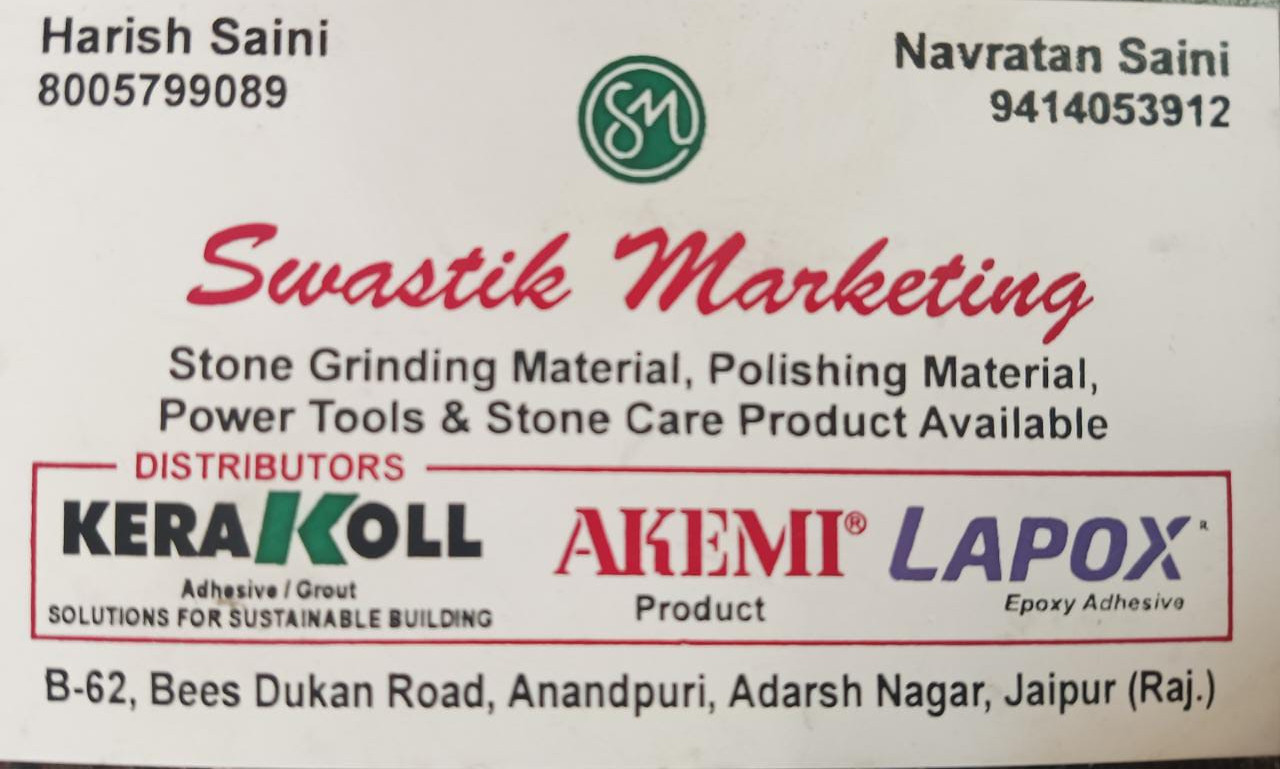 Harish Saini
8005799089
Navratan Saini
9414053912
SM
Swastik Marketing
Stone Grinding Material, Polishing Material,
Power Tools & Stone Care Product Available
DISTRIBUTORS
KERAKOLL
Adhesive / Grout
SOLUTIONS FOR SUSTAINABLE BUILDING
AKEMI®
Product
LAPOX R
Epoxy Adhesive
B-62, Bees Dukan Road, Anandpuri, Adarsh Nagar, Jaipur (Raj.)